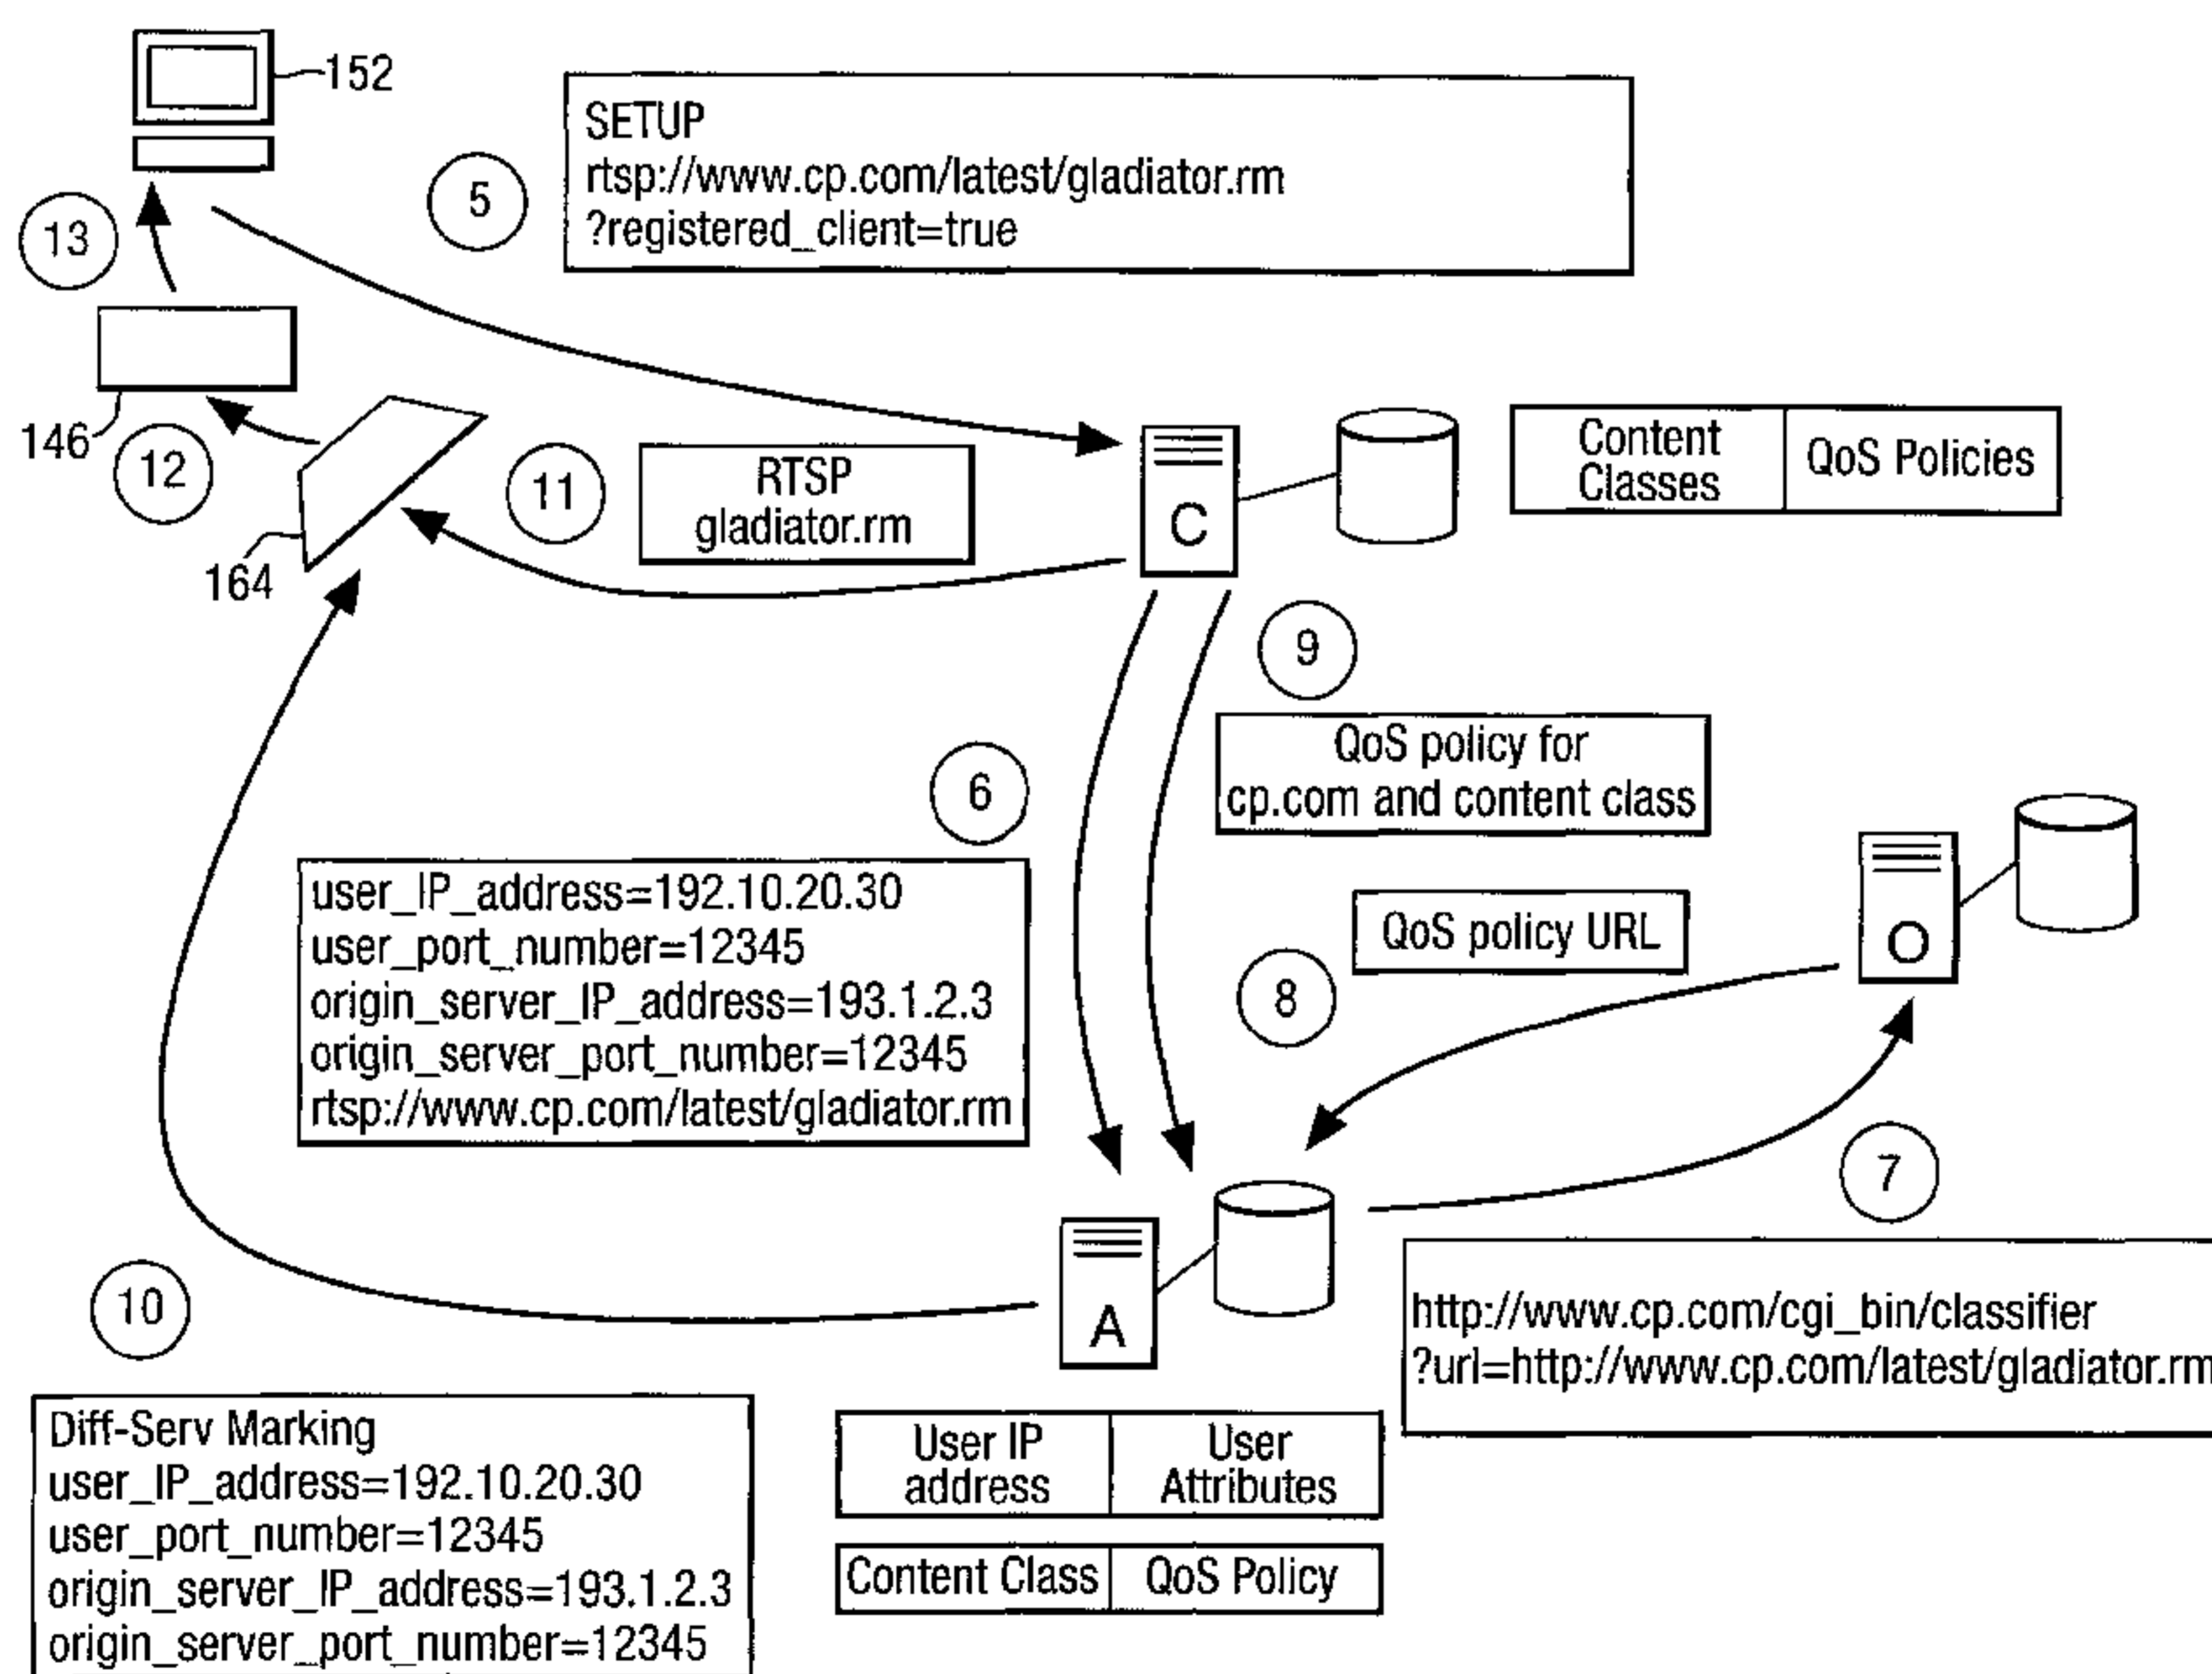 152
SETUP
rtsp://www.cp.com/latest/gladiator.rm
?registered_client=true
5
13
146
12
164
11
RTSP
gladiator.rm
C
Content
Classes
QoS Policies
9
QoS policy for
cp.com and content class
6
user_IP_address=192.10.20.30
user_port_number=12345
origin_server_IP_address=193.1.2.3
origin_server_port_number=12345
rtsp://www.cp.com/latest/gladiator.rm
QoS policy URL
8
O
7
http://www.cp.com/cgi_bin/classifier
?url=http://www.cp.com/latest/gladiator.rm
A
10
Diff-Serv Marking
user_IP_address=192.10.20.30
user_port_number=12345
origin_server_IP_address=193.1.2.3
origin_server_port_number=12345
User IP
address
User
Attributes
Content Class
QoS Policy